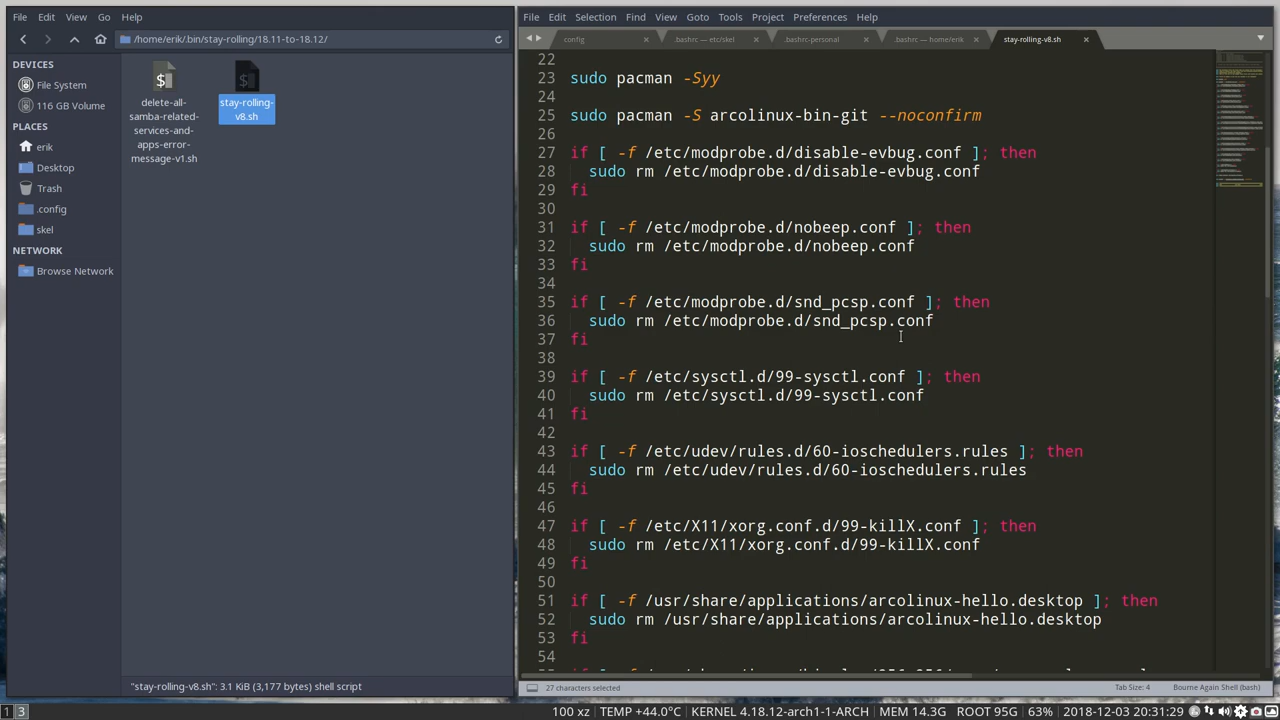 File Edit View Go Help
/home/erik/.bin/stay-rolling/18.11-to-18.12/
DEVICES
File System
116 GB Volume
PLACES
erik
Desktop
Trash
.config
skel
NETWORK
Browse Network
delete-all-
samba-related-
services-and-
apps-error-
message-v1.sh
stay-rolling-
v8.sh
"stay-rolling-v8.sh": 3.1 KiB (3,177 bytes) shell script
File Edit Selection Find View Goto Tools Project Preferences Help
config
.bashrc — etc/skel
.bashrc-personal
.bashrc — home/erik
stay-rolling-v8.sh
22
23 sudo pacman -Syy
24
25 sudo pacman -S arcolinux-bin-git --noconfirm
26
27 if [ -f /etc/modprobe.d/disable-evbug.conf ]; then
28 sudo rm /etc/modprobe.d/disable-evbug.conf
29 fi
30
31 if [ -f /etc/modprobe.d/nobeep.conf ]; then
32 sudo rm /etc/modprobe.d/nobeep.conf
33 fi
34
35 if [ -f /etc/modprobe.d/snd_pcsp.conf ]; then
36 sudo rm /etc/modprobe.d/snd_pcsp.conf
37 fi
38
39 if [ -f /etc/sysctl.d/99-sysctl.conf ]; then
40 sudo rm /etc/sysctl.d/99-sysctl.conf
41 fi
42
43 if [ -f /etc/udev/rules.d/60-ioschedulers.rules ]; then
44 sudo rm /etc/udev/rules.d/60-ioschedulers.rules
45 fi
46
47 if [ -f /etc/X11/xorg.conf.d/99-killX.conf ]; then
48 sudo rm /etc/X11/xorg.conf.d/99-killX.conf
49 fi
50
51 if [ -f /usr/share/applications/arcolinux-hello.desktop ]; then
52 sudo rm /usr/share/applications/arcolinux-hello.desktop
53 fi
54
27 characters selected
Tab Size: 4
Bourne Again Shell (bash)
1 3
100 xz TEMP +44.0°C KERNEL 4.18.12-arch1-1-ARCH MEM 14.3G ROOT 95G 63% 2018-12-03 20:31:29